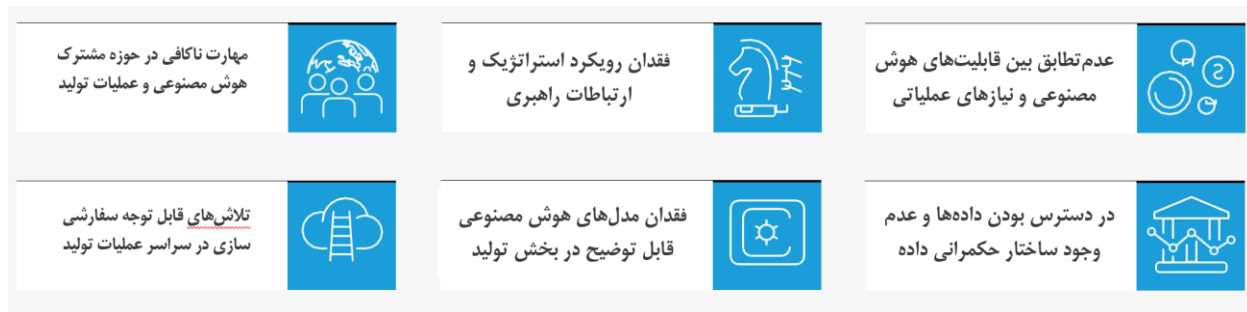 عدم‌تطابق بین قابلیت‌های هوش
مصنوعی و نیازهای عملیاتی
فقدان رویکرد استراتژیک و
ارتباطات راهبری
مهارت ناکافی در حوزه مشترک
هوش مصنوعی و عملیات تولید
در دسترس بودن داده‌ها و عدم
وجود ساختار حکمرانی داده
فقدان مدل‌های هوش مصنوعی
قابل توضیح در بخش تولید
تلاش‌های قابل توجه سفارشی
سازی در سراسر عملیات تولید